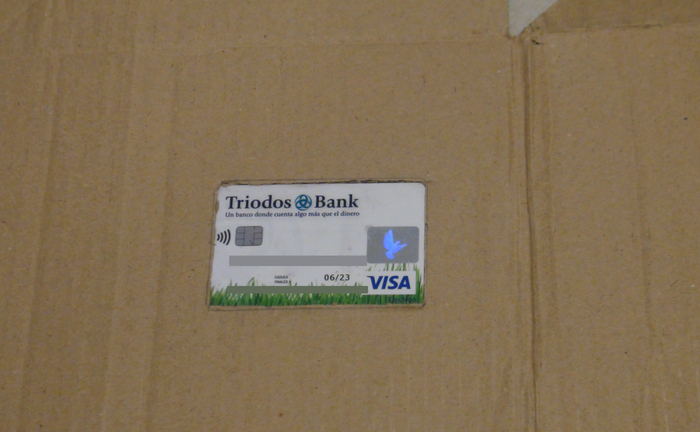 Triodos Bank
Un banco donde cuenta algo más que el dinero
06/23
VISA